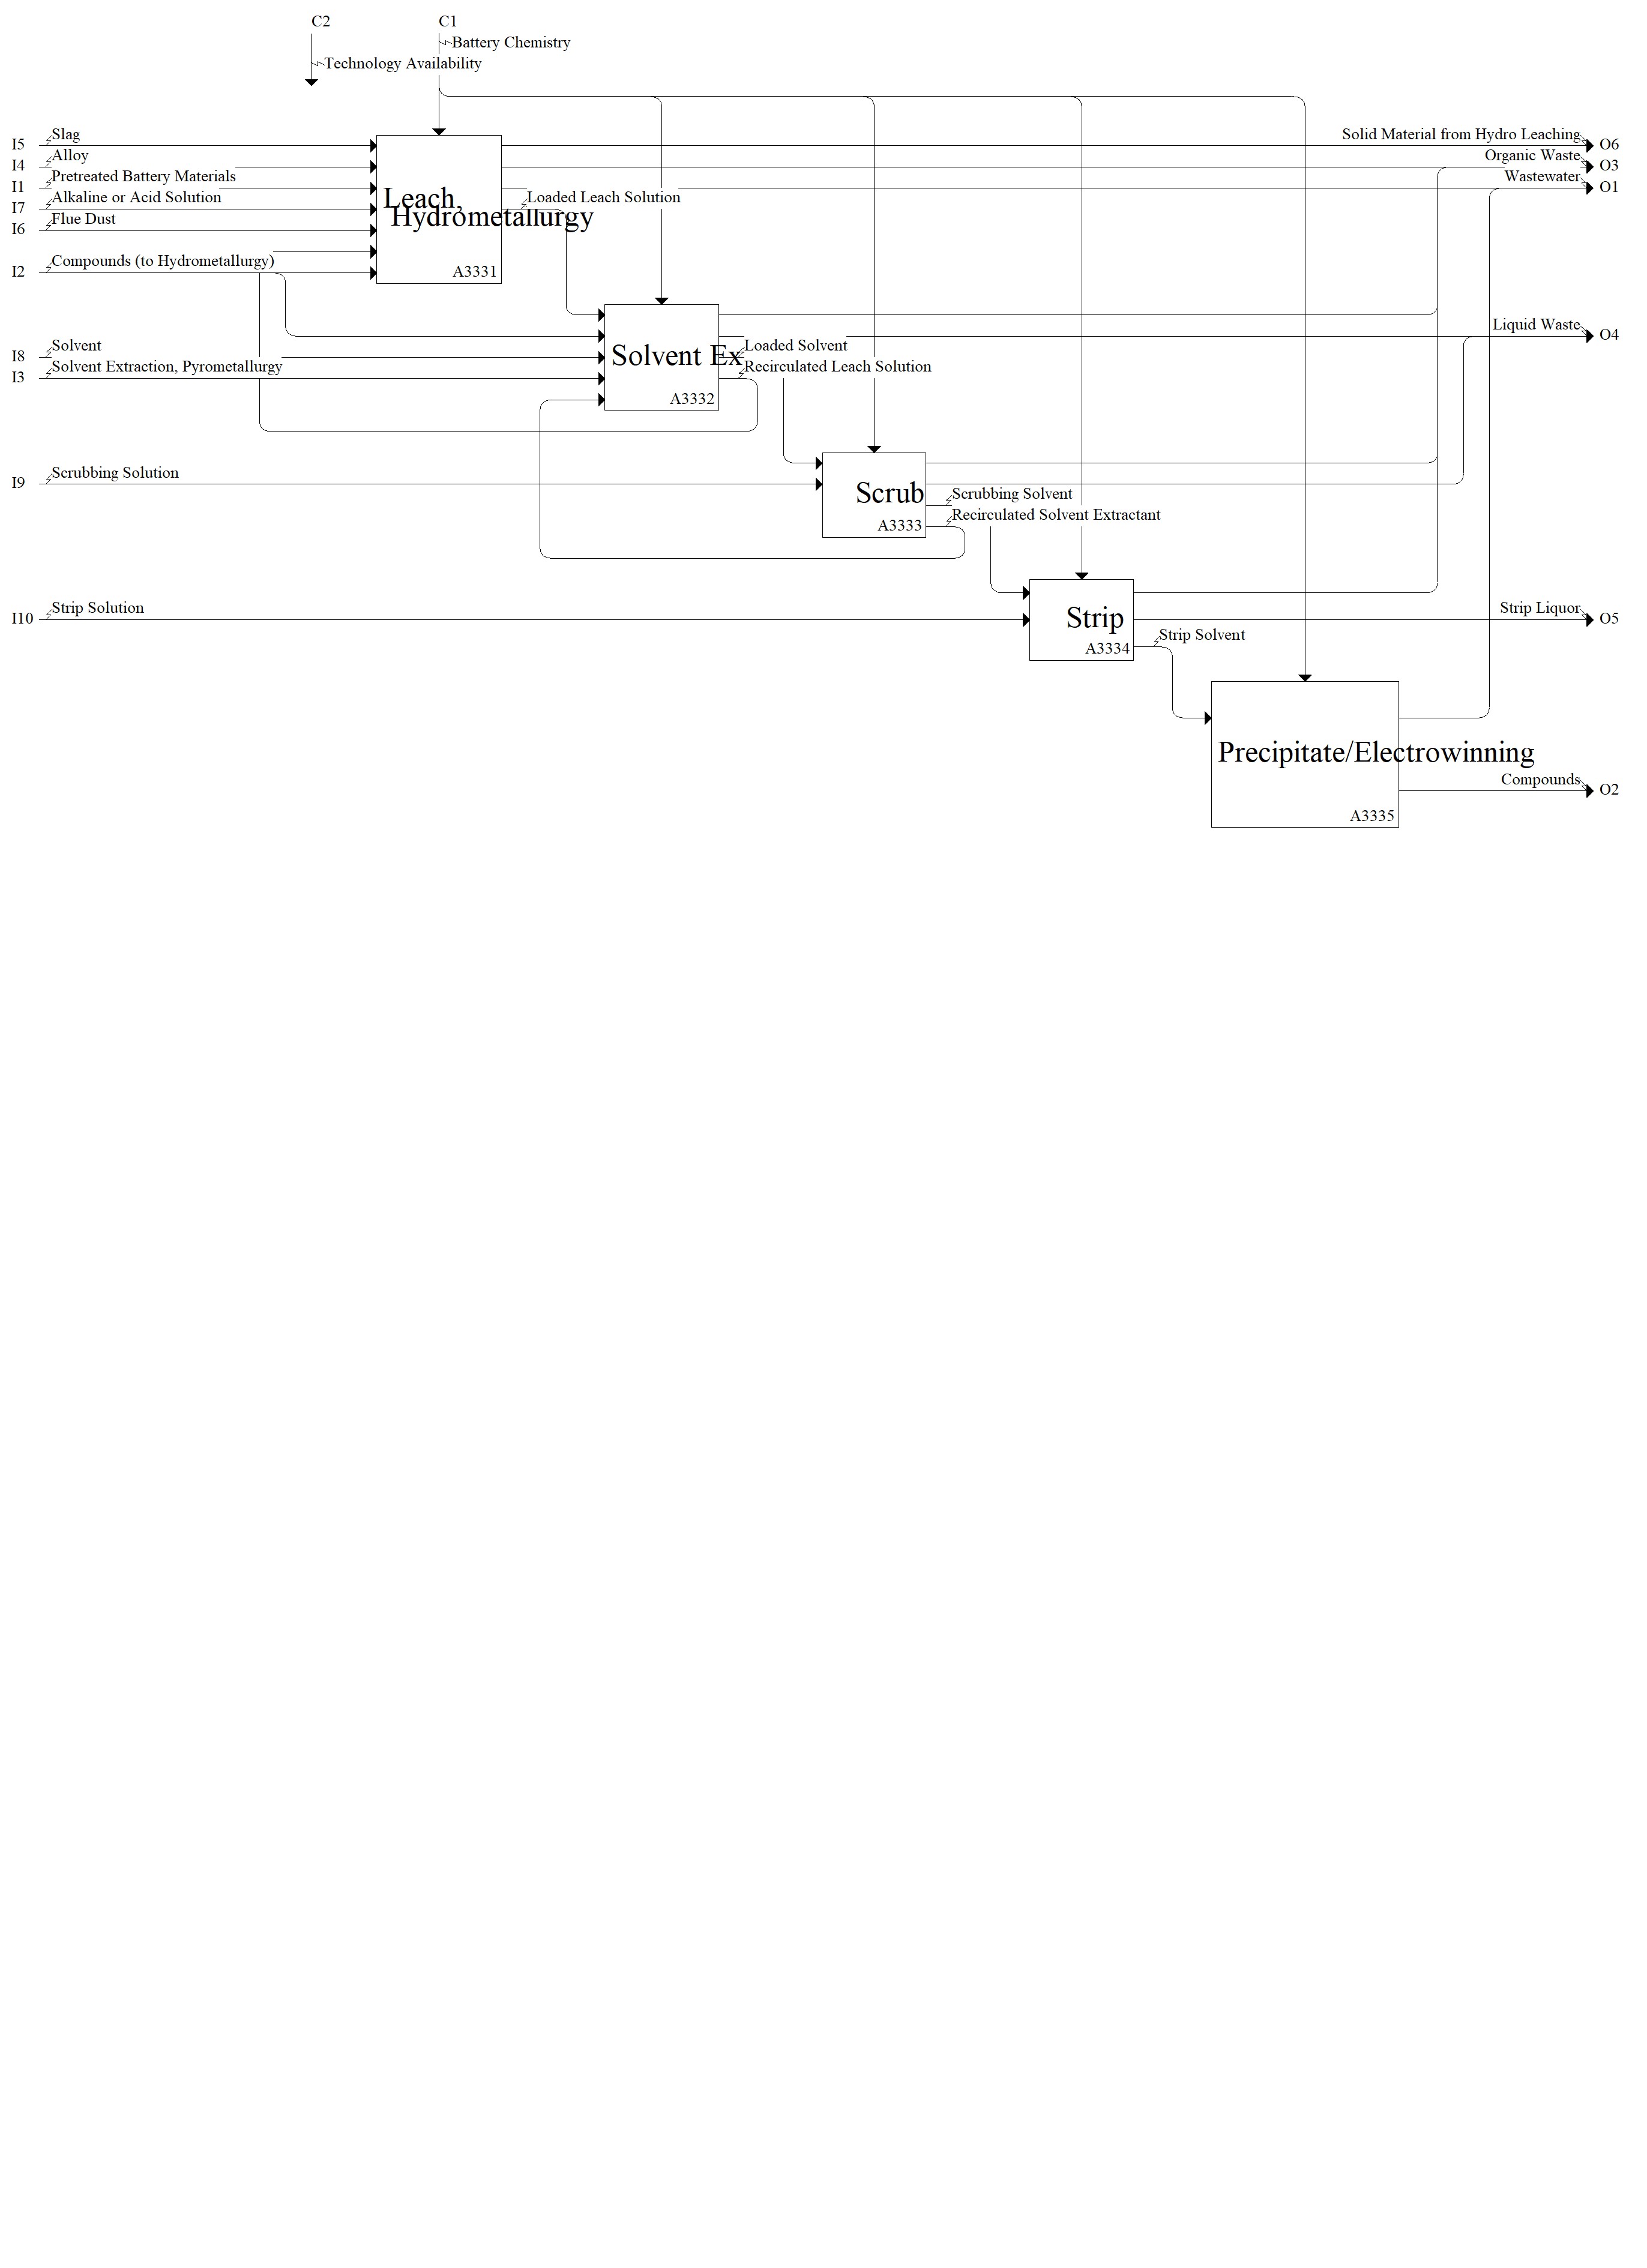 C2
C1
Battery Chemistry
Technology Availability
I5
Slag
Solid Material from Hydro Leaching
O6
I4
Alloy
Organic Waste
O3
I1
Pretreated Battery Materials
Wastewater
O1
I7
Alkaline or Acid Solution
Leach,
Hydrometallurgy
Loaded Leach Solution
I6
Flue Dust
I2
Compounds (to Hydrometallurgy)
A3331
Liquid Waste
O4
I8
Solvent
Solvent Ex
Loaded Solvent
I3
Solvent Extraction, Pyrometallurgy
Recirculated Leach Solution
A3332
I9
Scrubbing Solution
Scrub
Scrubbing Solvent
Recirculated Solvent Extractant
A3333
I10
Strip Solution
Strip
Strip Liquor
O5
Strip Solvent
A3334
Precipitate/Electrowinning
Compounds
O2
A3335